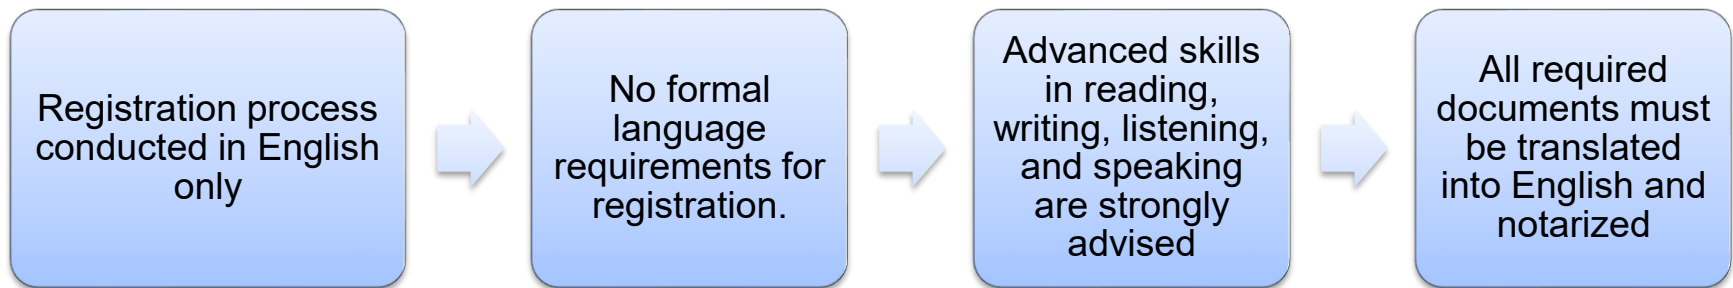 Registration process
conducted in English
only
No formal
language
requirements for
registration.
Advanced skills
in reading,
writing, listening,
and speaking
are strongly
advised
All required
documents must
be translated
into English and
notarized